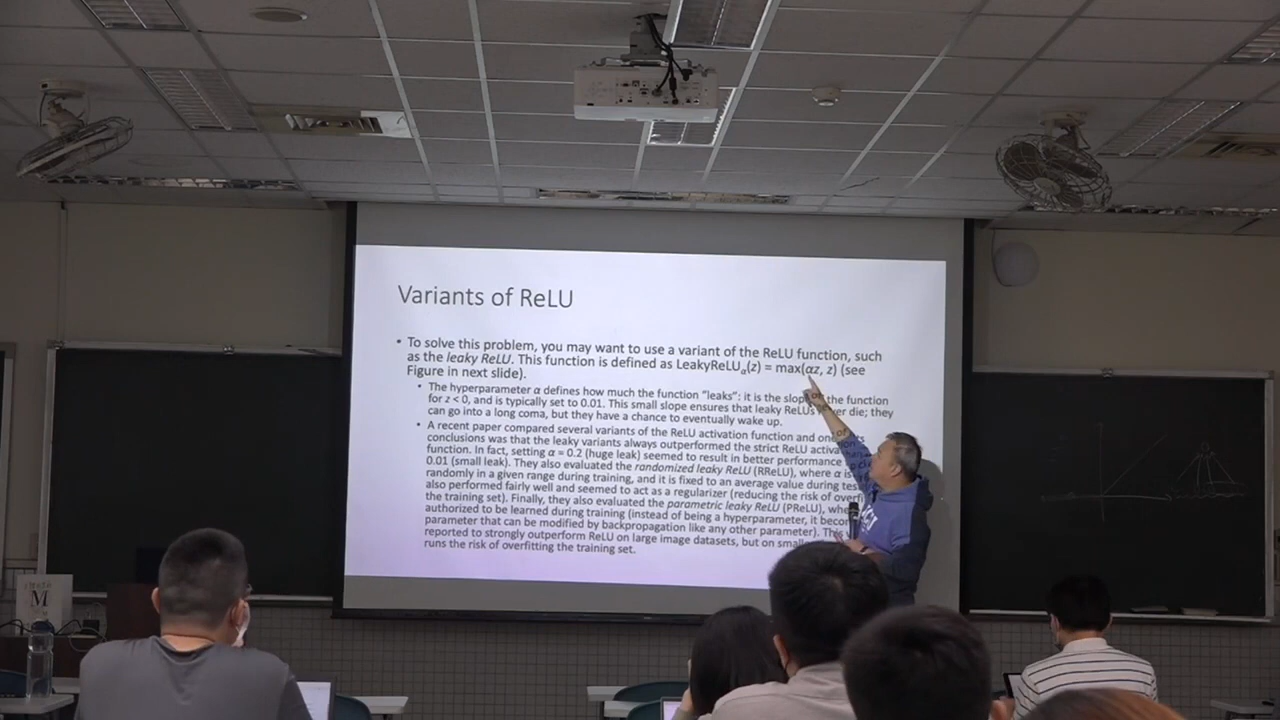 Variants of ReLU
• To solve this problem, you may want to use a variant of the ReLU function, such
as the leaky ReLU. This function is defined as LeakyReLUα(z) = max(αz, z) (see
Figure in next slide).
• The hyperparameter α defines how much the function “leaks”: it is the slope of the function
for z < 0, and is typically set to 0.01. This small slope ensures that leaky ReLUs never die; they
can go into a long coma, but they have a chance to eventually wake up.
• A recent paper compared several variants of the ReLU activation function and one of its
conclusions was that the leaky variants always outperformed the strict ReLU activation
function. In fact, setting α = 0.2 (huge leak) seemed to result in better performance than
0.01 (small leak). They also evaluated the randomized leaky ReLU (RReLU), where α is
randomly in a given range during training, and it is fixed to an average value during
also performed fairly well and seemed to act as a regularizer (reducing the risk of
the training set). Finally, they also evaluated the parametric leaky ReLU (PReLU),
authorized to be learned during training (instead of being a hyperparameter, it
parameter that can be modified by backpropagation like any other parameter). This
reported to strongly outperform ReLU on large image datasets, but on
runs the risk of overfitting the training set.
M